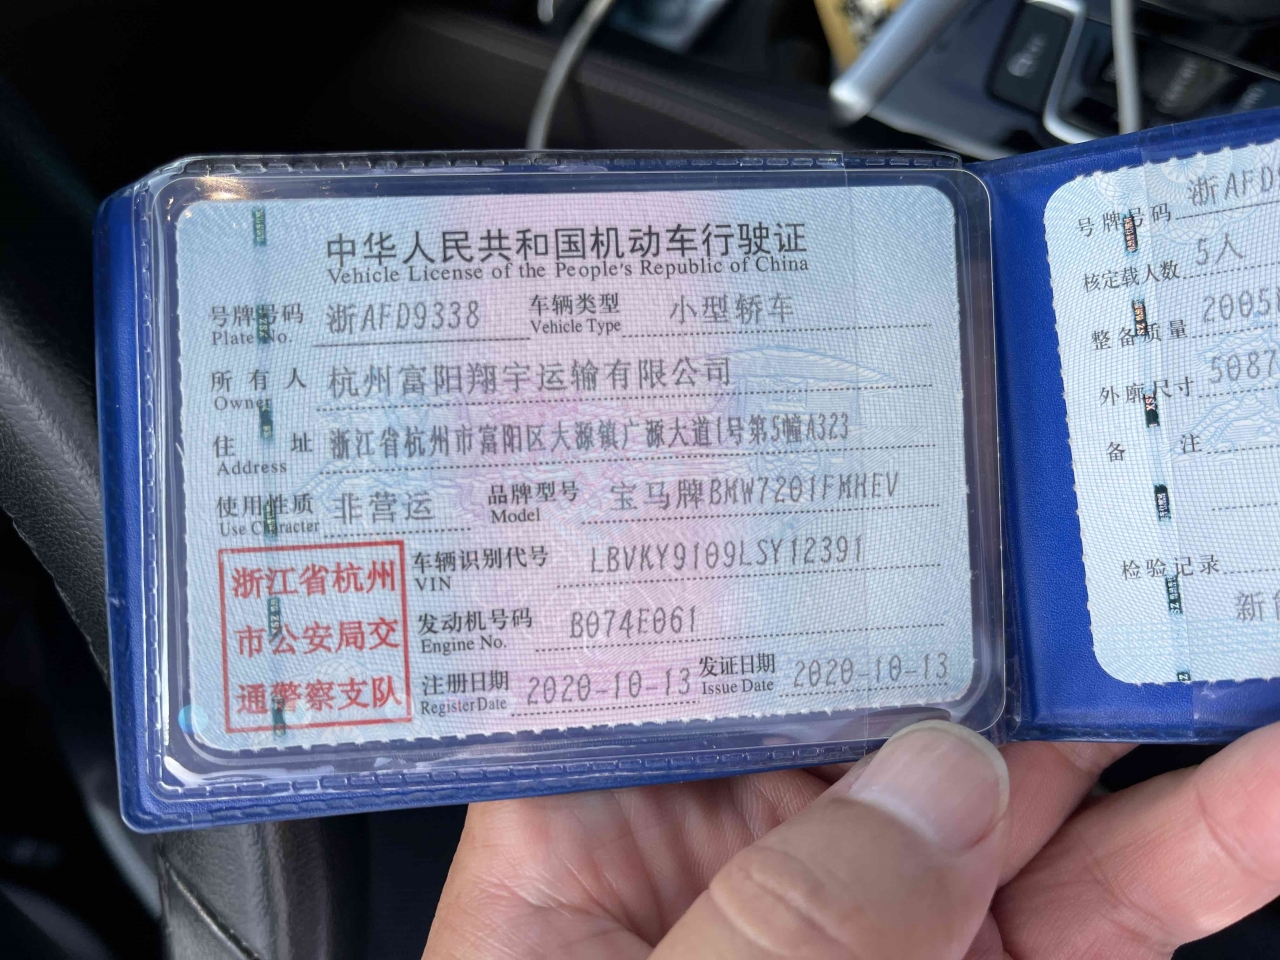 中华人民共和国机动车行驶证
Vehicle License of the People's Republic of China
号牌号码 浙AFD9338 车辆类型 小型轿车
Plate No. Vehicle Type
所有人 杭州富阳翔宇运输有限公司
Owner
住址 浙江省杭州市富阳区大源镇广源大道1号第5幢A323
Address
使用性质 非营运 品牌型号 宝马牌BMW7201FMHEV
Use Character Model
浙江省杭州
市公安局交
通警察支队
车辆识别代号 LBVKY9109LSY12391
VIN
发动机号码 B074E061
Engine No.
注册日期 2020-10-13 发证日期 2020-10-13
Register Date Issue Date
号牌号码 浙AFD9
核定载人数 5人
整备质量 2005
外廓尺寸 5087
备注
检验记录
新